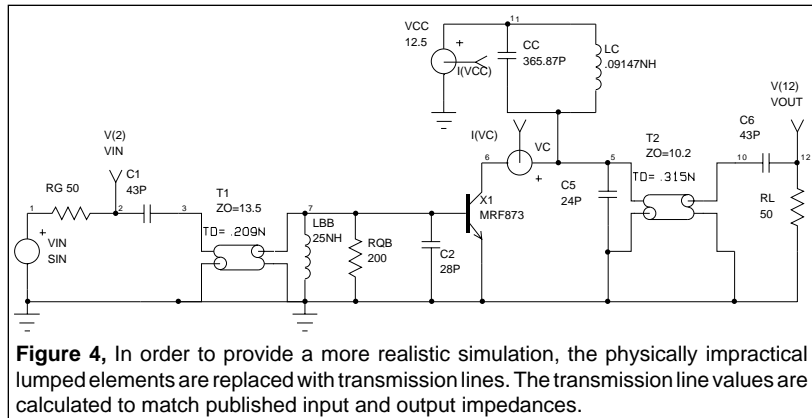 VCC
12.5
11
CC
365.87P
LC
.09147NH
I(VCC)
V(12)
VOUT
V(2)
VIN
I(VC)
VC
T2
ZO=10.2
C6
43P
RG 50
C1
43P
T1
ZO=13.5
6
5
10
12
1
2
3
7
TD= .209N
LBB
25NH
X1
MRF873
C5
24P
TD= .315N
RL
50
VIN
SIN
RQB
200
C2
28P
Figure 4, In order to provide a more realistic simulation, the physically impractical
lumped elements are replaced with transmission lines. The transmission line values are
calculated to match published input and output impedances.